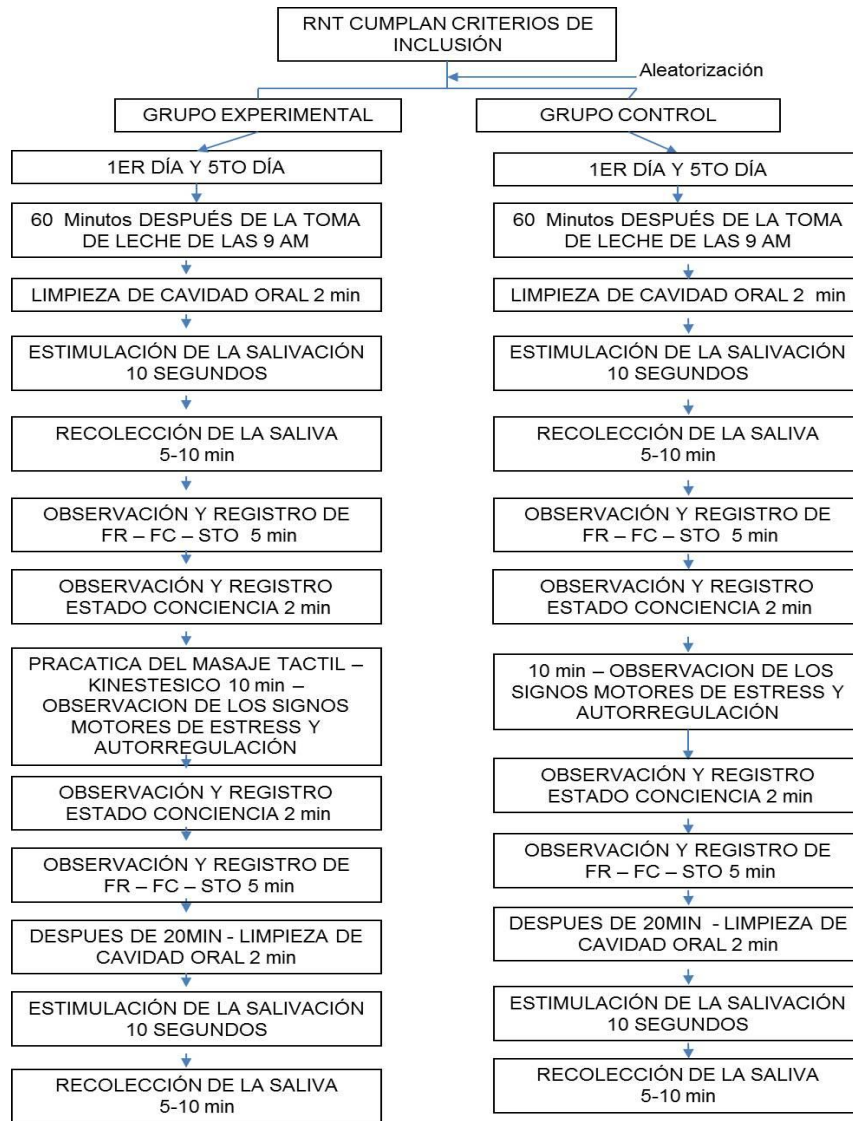 RNT CUMPLAN CRITERIOS DE
INCLUSIÓN
Aleatorización
GRUPO EXPERIMENTAL
1ER DÍA Y 5TO DÍA
60 Minutos DESPUÉS DE LA TOMA
DE LECHE DE LAS 9 AM
LIMPIEZA DE CAVIDAD ORAL 2 min
ESTIMULACIÓN DE LA SALIVACIÓN
10 SEGUNDOS
RECOLECCIÓN DE LA SALIVA
5-10 min
OBSERVACIÓN Y REGISTRO DE
FR – FC – STO 5 min
OBSERVACIÓN Y REGISTRO
ESTADO CONCIENCIA 2 min
PRACATICA DEL MASAJE TACTIL –
KINESTESICO 10 min –
OBSERVACION DE LOS SIGNOS
MOTORES DE ESTRESS Y
AUTORREGULACIÓN
OBSERVACIÓN Y REGISTRO
ESTADO CONCIENCIA 2 min
OBSERVACIÓN Y REGISTRO DE
FR – FC – STO 5 min
DESPUES DE 20MIN - LIMPIEZA DE
CAVIDAD ORAL 2 min
ESTIMULACIÓN DE LA SALIVACIÓN
10 SEGUNDOS
RECOLECCIÓN DE LA SALIVA
5-10 min
GRUPO CONTROL
1ER DÍA Y 5TO DÍA
60 Minutos DESPUÉS DE LA TOMA
DE LECHE DE LAS 9 AM
LIMPIEZA DE CAVIDAD ORAL 2 min
ESTIMULACIÓN DE LA SALIVACIÓN
10 SEGUNDOS
RECOLECCIÓN DE LA SALIVA
5-10 min
OBSERVACIÓN Y REGISTRO DE
FR – FC – STO 5 min
OBSERVACIÓN Y REGISTRO
ESTADO CONCIENCIA 2 min
10 min – OBSERVACION DE LOS
SIGNOS MOTORES DE ESTRESS Y
AUTORREGULACIÓN
OBSERVACIÓN Y REGISTRO
ESTADO CONCIENCIA 2 min
OBSERVACIÓN Y REGISTRO DE
FR – FC – STO 5 min
DESPUES DE 20MIN - LIMPIEZA DE
CAVIDAD ORAL 2 min
ESTIMULACIÓN DE LA SALIVACIÓN
10 SEGUNDOS
RECOLECCIÓN DE LA SALIVA
5-10 min